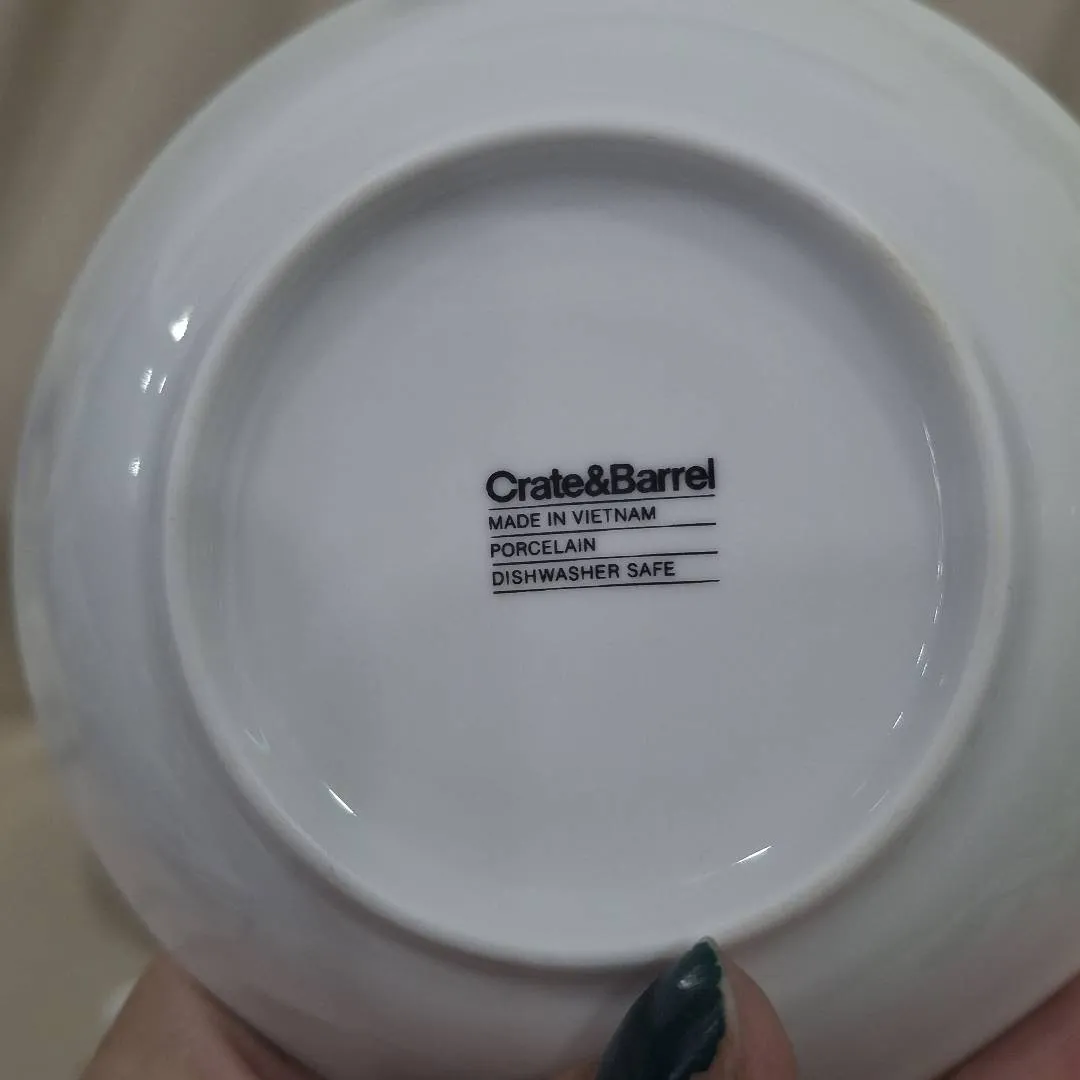 Crate&Barrel
MADE IN VIETNAM
PORCELAIN
DISHWASHER SAFE